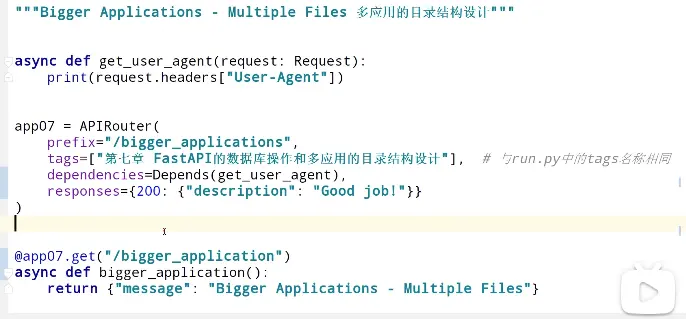 """Bigger Applications - Multiple Files 多应用的目录结构设计"""
async def get_user_agent(request: Request):
    print(request.headers["User-Agent"])
app07 = APIRouter(
    prefix="/bigger_applications",
    tags=["第七章 FastAPI的数据库操作和多应用的目录结构设计"],  # 与run.py中的tags名称相同
    dependencies=Depends(get_user_agent),
    responses={200: {"description": "Good job!"}}
)
@app07.get("/bigger_application")
async def bigger_application():
    return {"message": "Bigger Applications - Multiple Files"}